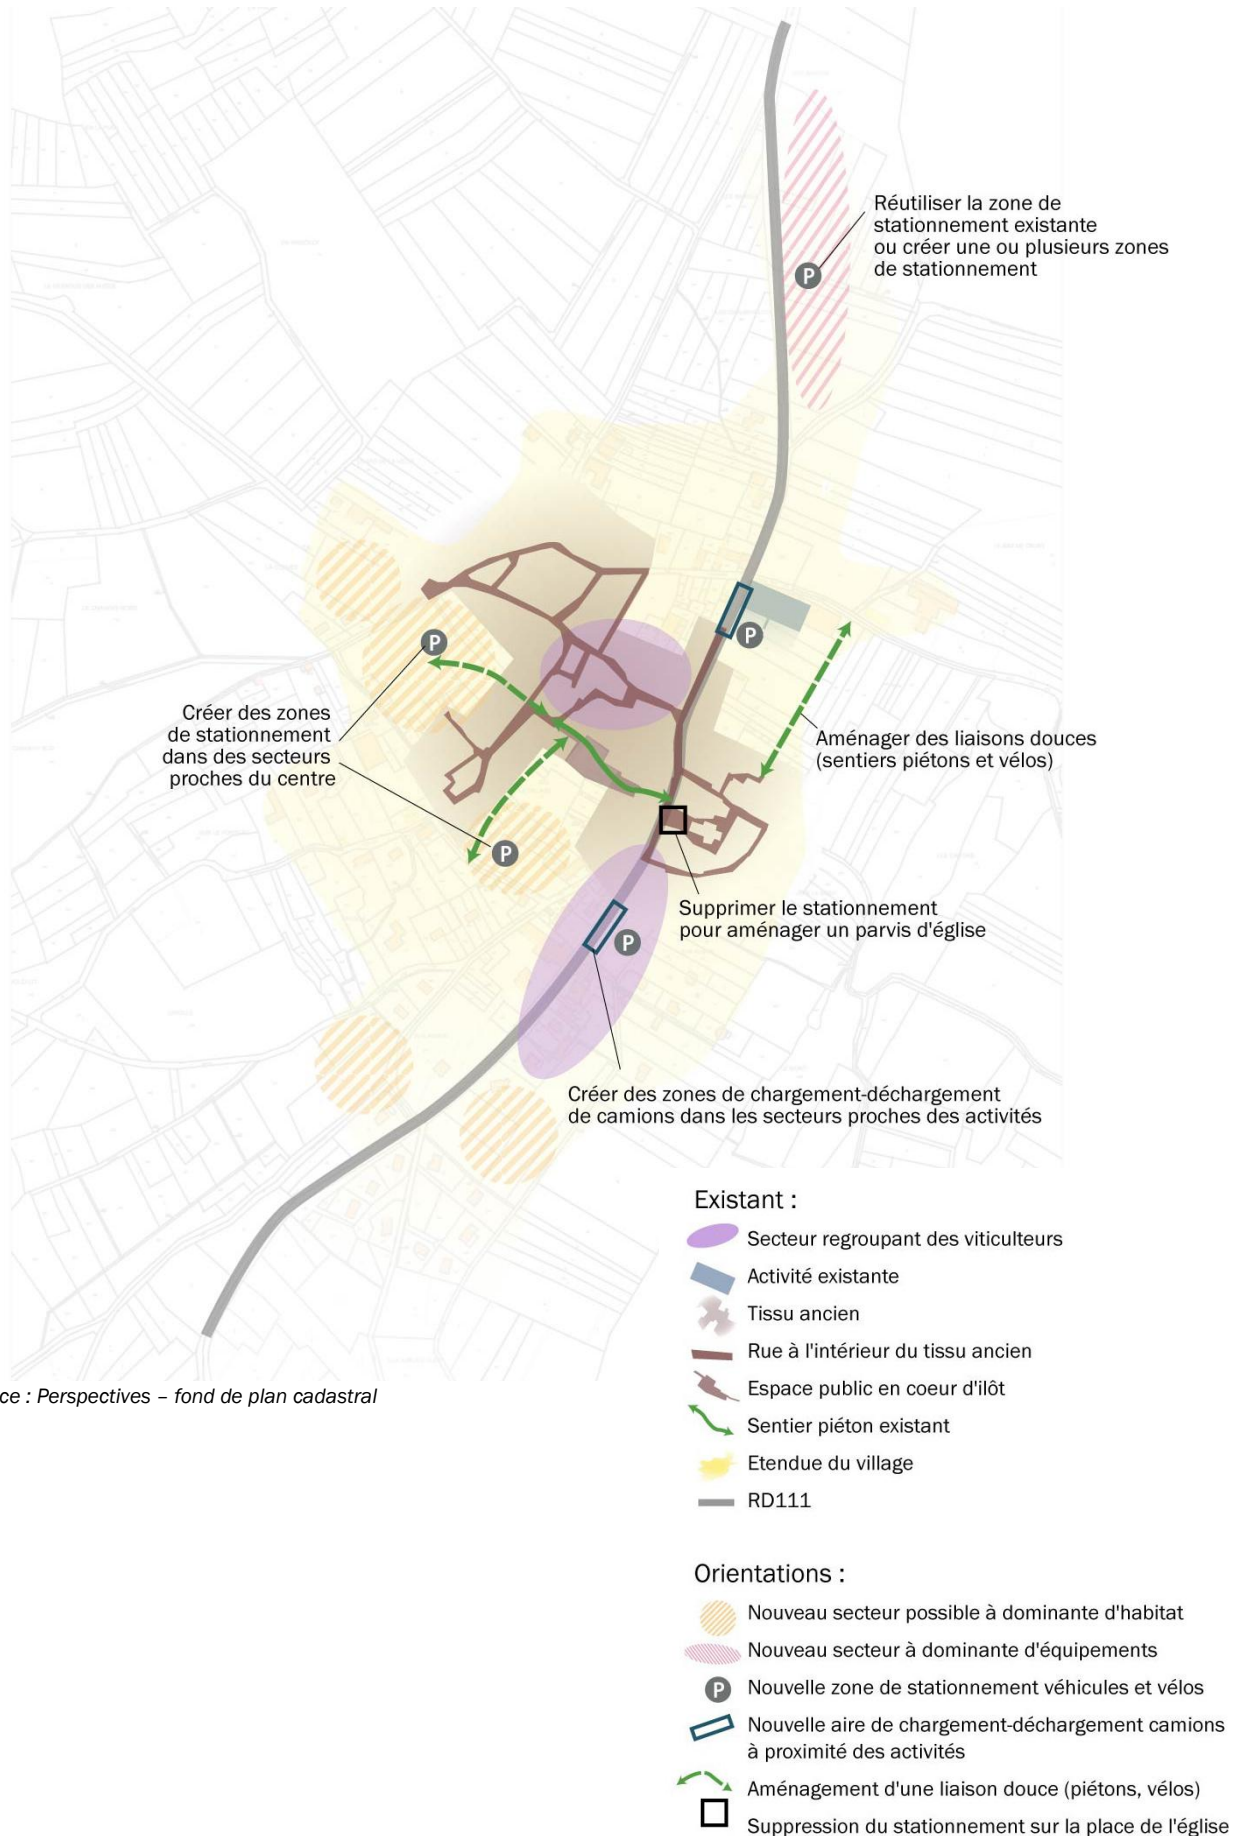 Réutiliser la zone de
stationnement existante
ou créer une ou plusieurs zones
de stationnement
P
P
P
Créer des zones
de stationnement
dans des secteurs
proches du centre
Aménager des liaisons douces
(sentiers piétons et vélos)
P
Supprimer le stationnement
pour aménager un parvis d'église
P
Créer des zones de chargement-déchargement
de camions dans les secteurs proches des activités
Existant :
Secteur regroupant des viticulteurs
Activité existante
Tissu ancien
Rue à l'intérieur du tissu ancien
Espace public en coeur d'ilôt
Sentier piéton existant
Etendue du village
RD111
ce : Perspectives – fond de plan cadastral
Orientations :
Nouveau secteur possible à dominante d'habitat
Nouveau secteur à dominante d'équipements
P Nouvelle zone de stationnement véhicules et vélos
Nouvelle aire de chargement-déchargement camions
à proximité des activités
Aménagement d'une liaison douce (piétons, vélos)
Suppression du stationnement sur la place de l'église